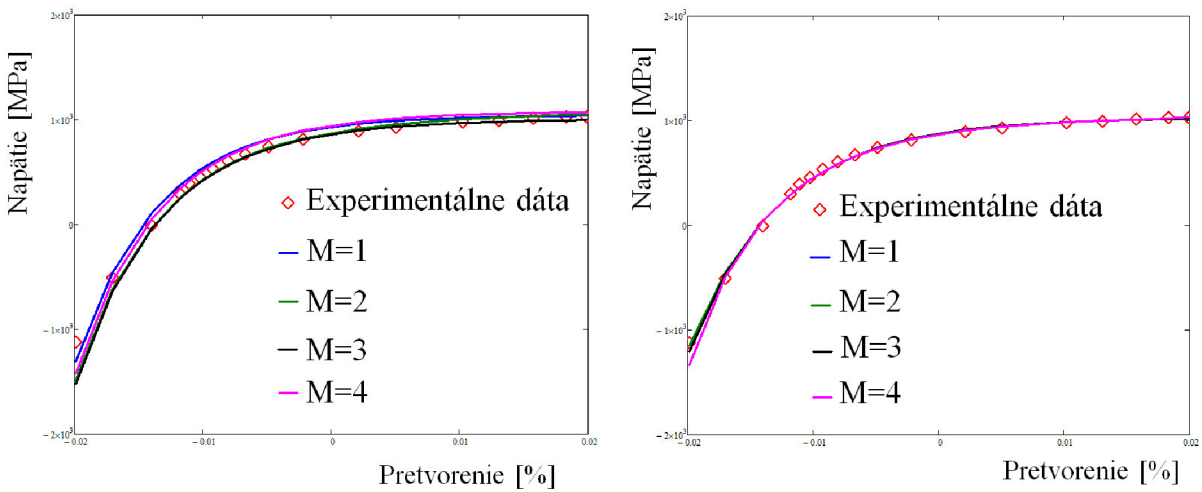 Napätie [MPa]
2×10³
1×10³
0
−1×10³
−2×10³
−0.02
−0.01
0
0.01
0.02
Pretvorenie [%]
Experimentálne dáta
M=1
M=2
M=3
M=4
Napätie [MPa]
2×10³
1×10³
0
−1×10³
−2×10³
−0.02
−0.01
0
0.01
0.02
Pretvorenie [%]
Experimentálne dáta
M=1
M=2
M=3
M=4